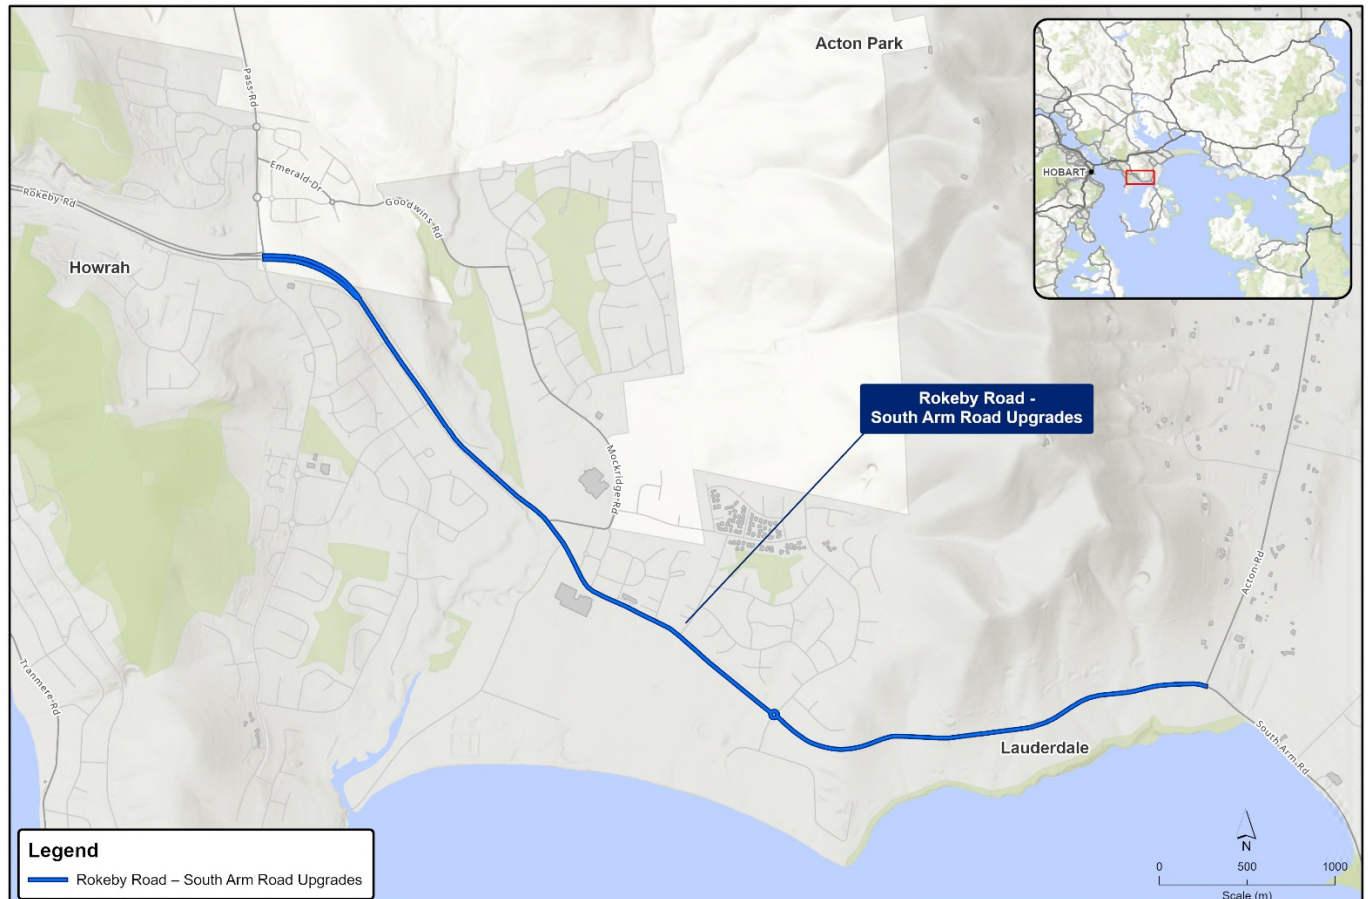 Acton Park
Pass-Rd
HOBART
Emerald-Dr
Rokeby-Rd
Goodwins-Rd
Howrah
Rokeby Road -
South Arm Road Upgrades
Mockridge-Rd
Acton-Rd
Tranmere-Rd
Lauderdale
South-Arm-Rd
N
0 500 1000
Scale (m)
Legend
Rokeby Road – South Arm Road Upgrades